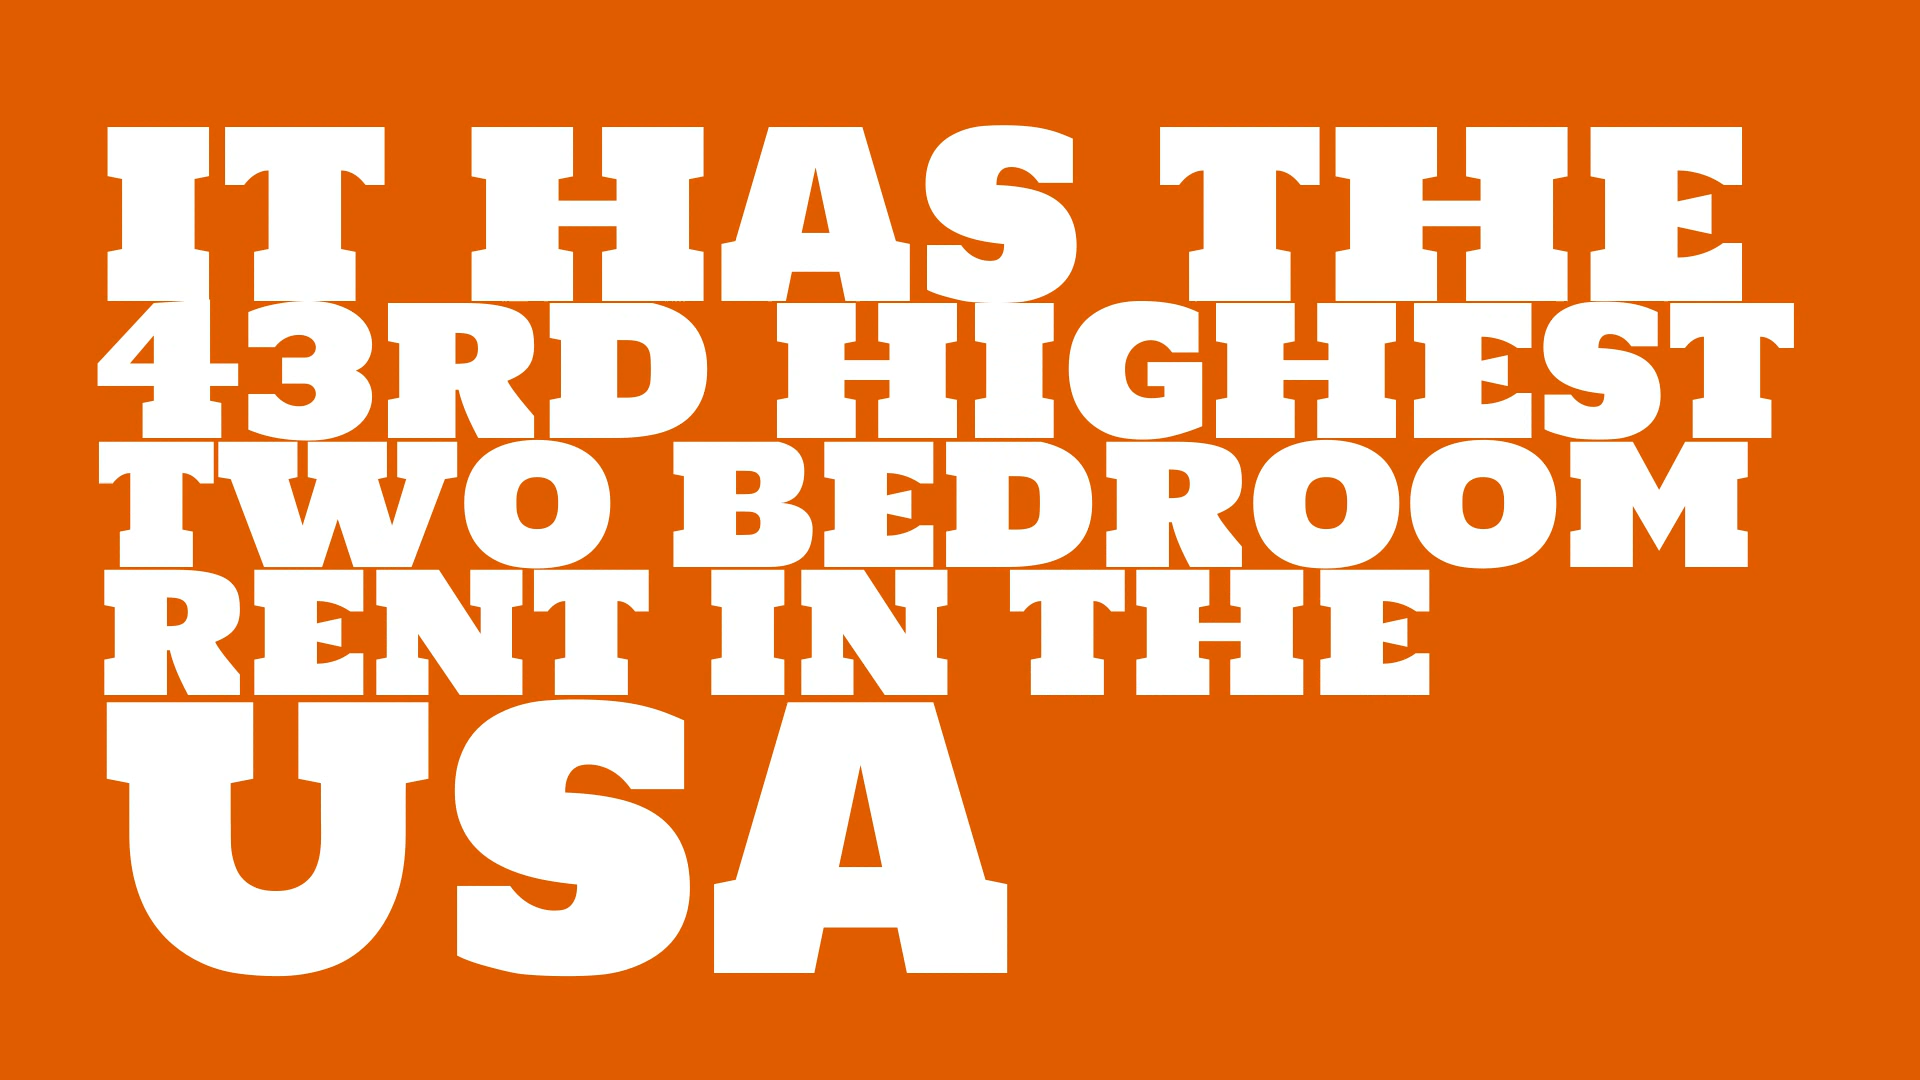 IT HAS THE
43RD HIGHEST
TWO BEDROOM
RENT IN THE
USA